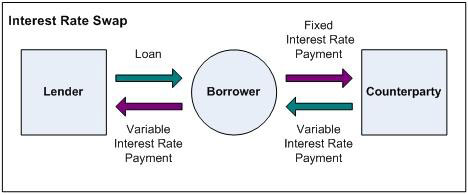 Interest Rate Swap
Loan
Fixed
Interest Rate
Payment
Lender
Borrower
Counterparty
Variable
Interest Rate
Payment
Variable
Interest Rate
Payment